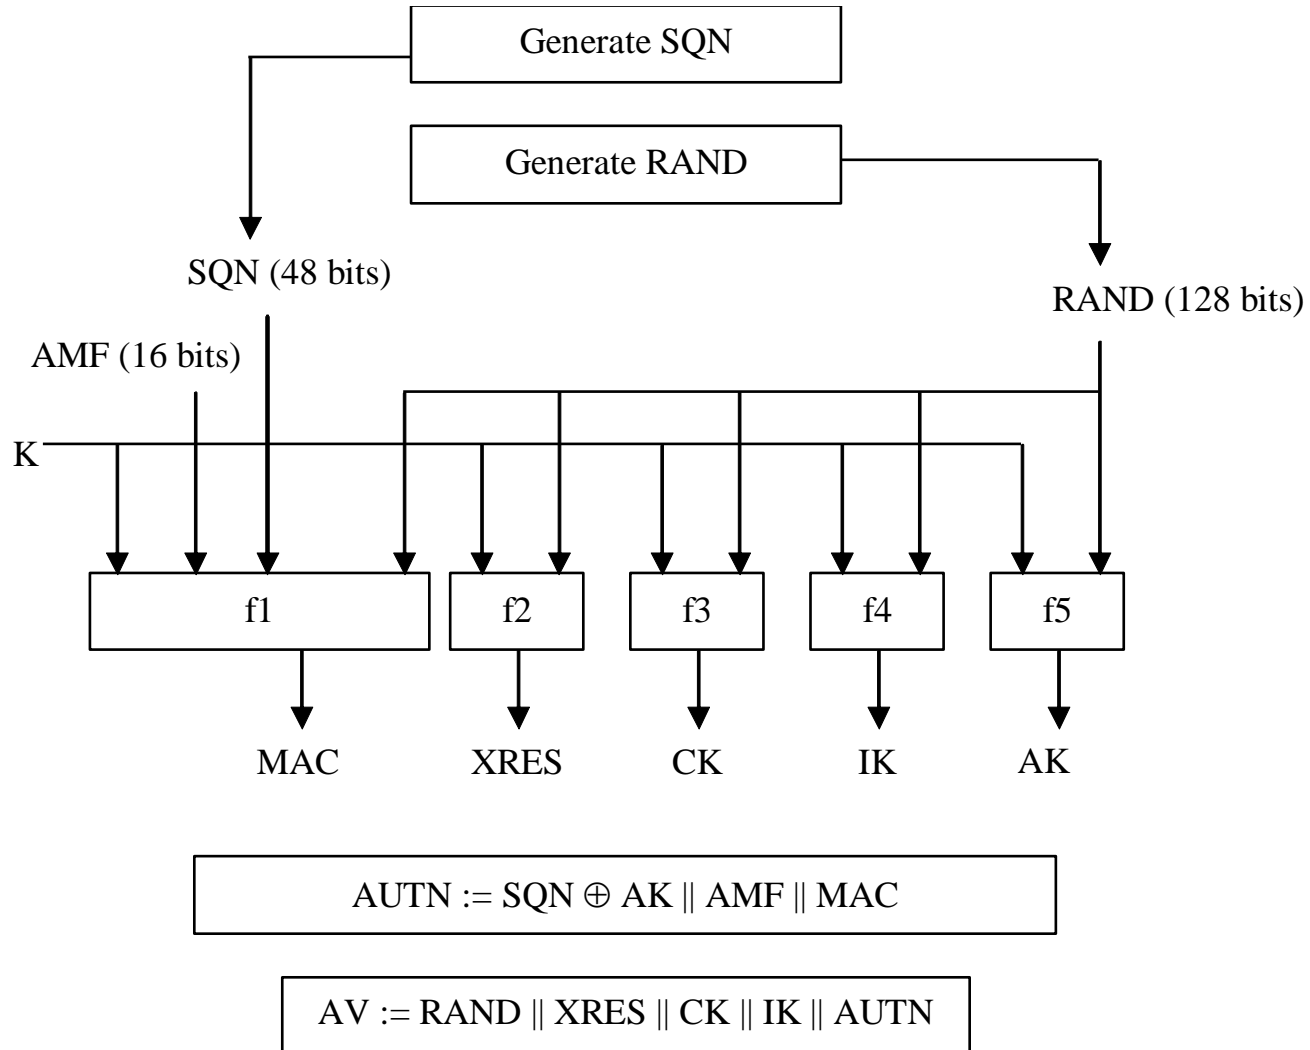 Generate SQN
Generate RAND
SQN (48 bits)
RAND (128 bits)
AMF (16 bits)
K
f1
f2
f3
f4
f5
MAC
XRES
CK
IK
AK
AUTN := SQN ⊕ AK || AMF || MAC
AV := RAND || XRES || CK || IK || AUTN